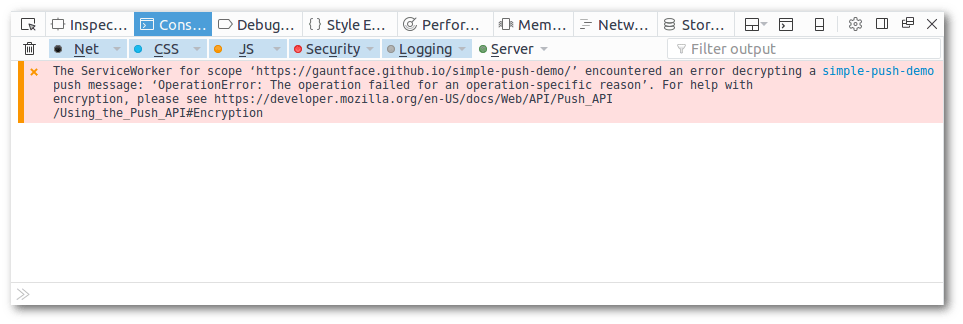 Inspec… Cons… Debug… { } Style E… Perfor… Mem… Netw… Stor…
Net CSS JS Security Logging Server Filter output
The ServiceWorker for scope ‘https://gauntface.github.io/simple-push-demo/’ encountered an error decrypting a simple-push-demo
push message: ‘OperationError: The operation failed for an operation-specific reason’. For help with
encryption, please see https://developer.mozilla.org/en-US/docs/Web/API/Push_API
/Using_the_Push_API#Encryption